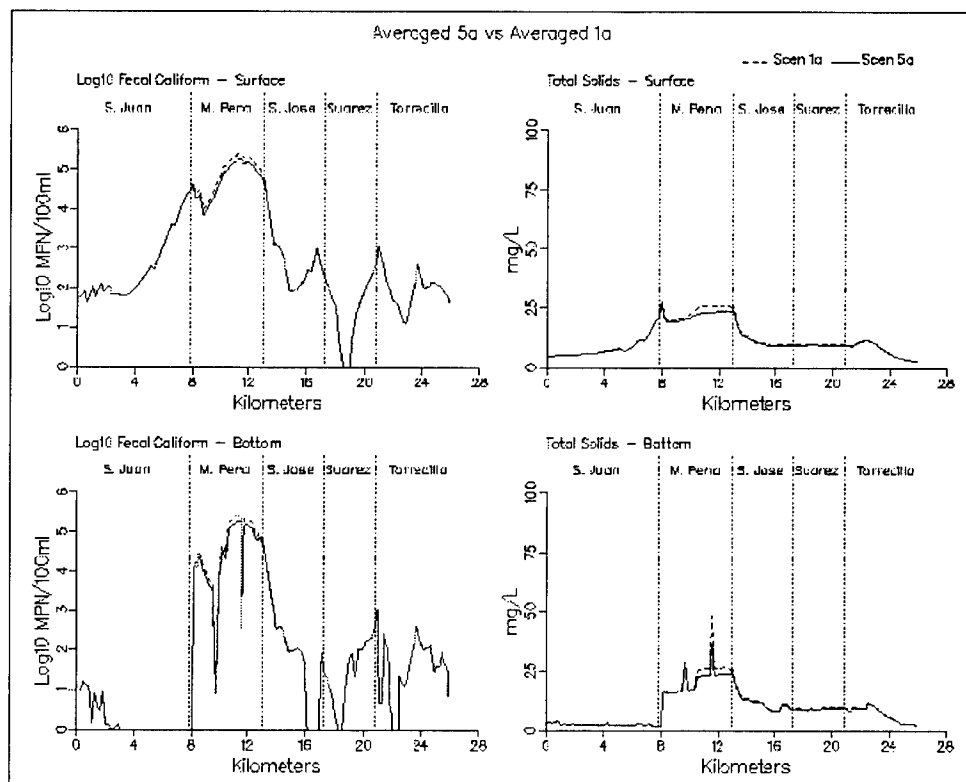 Averaged 5a vs Averaged 1a
Scen 1a Scen 5a
Log10 Fecal Caliform – Surface
S. Juan M. Pena S. Jose Suarez Torrecilla
Log10 MPN/100ml
0 1 2 3 4 5 6
0 4 8 12 16 20 24 28
Kilometers
Total Solids – Surface
S. Juan M. Pena S. Jose Suarez Torrecilla
mg/L
0 25 50 75 100
0 4 8 12 16 20 24 28
Kilometers
Log10 Fecal Caliform – Bottom
S. Juan M. Pena S. Jose Suarez Torrecilla
Log10 MPN/100ml
0 1 2 3 4 5 6
0 4 8 12 16 20 24 28
Kilometers
Total Solids – Bottom
S. Juan M. Pena S. Jose Suarez Torrecilla
mg/L
0 25 50 75 100
0 4 8 12 16 20 24 28
Kilometers